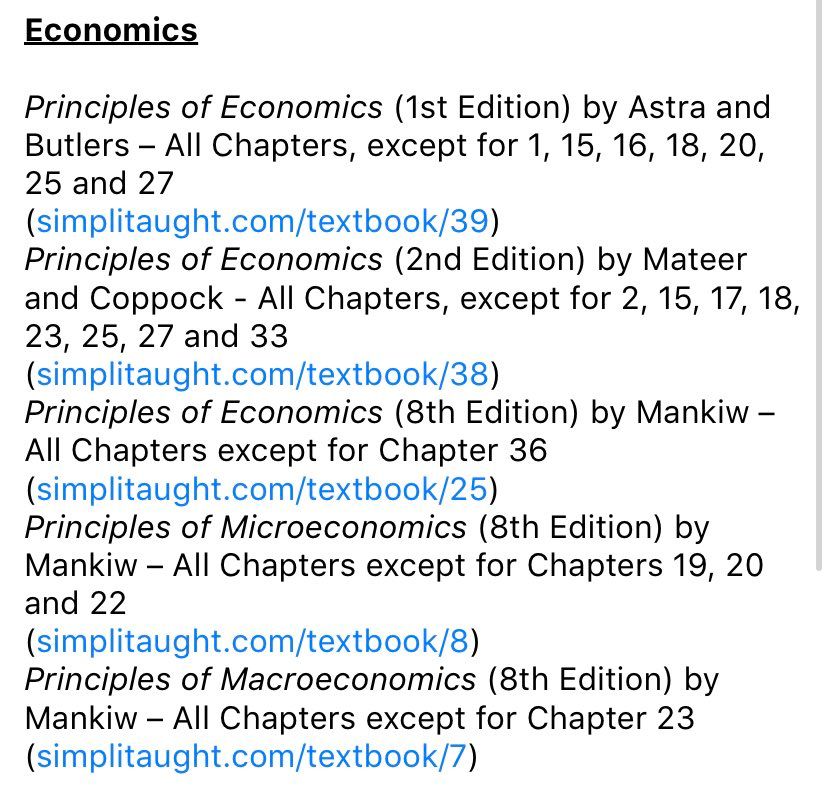 Economics
Principles of Economics (1st Edition) by Astra and
Butlers – All Chapters, except for 1, 15, 16, 18, 20,
25 and 27
(simplitaught.com/textbook/39)
Principles of Economics (2nd Edition) by Mateer
and Coppock - All Chapters, except for 2, 15, 17, 18,
23, 25, 27 and 33
(simplitaught.com/textbook/38)
Principles of Economics (8th Edition) by Mankiw –
All Chapters except for Chapter 36
(simplitaught.com/textbook/25)
Principles of Microeconomics (8th Edition) by
Mankiw – All Chapters except for Chapters 19, 20
and 22
(simplitaught.com/textbook/8)
Principles of Macroeconomics (8th Edition) by
Mankiw – All Chapters except for Chapter 23
(simplitaught.com/textbook/7)